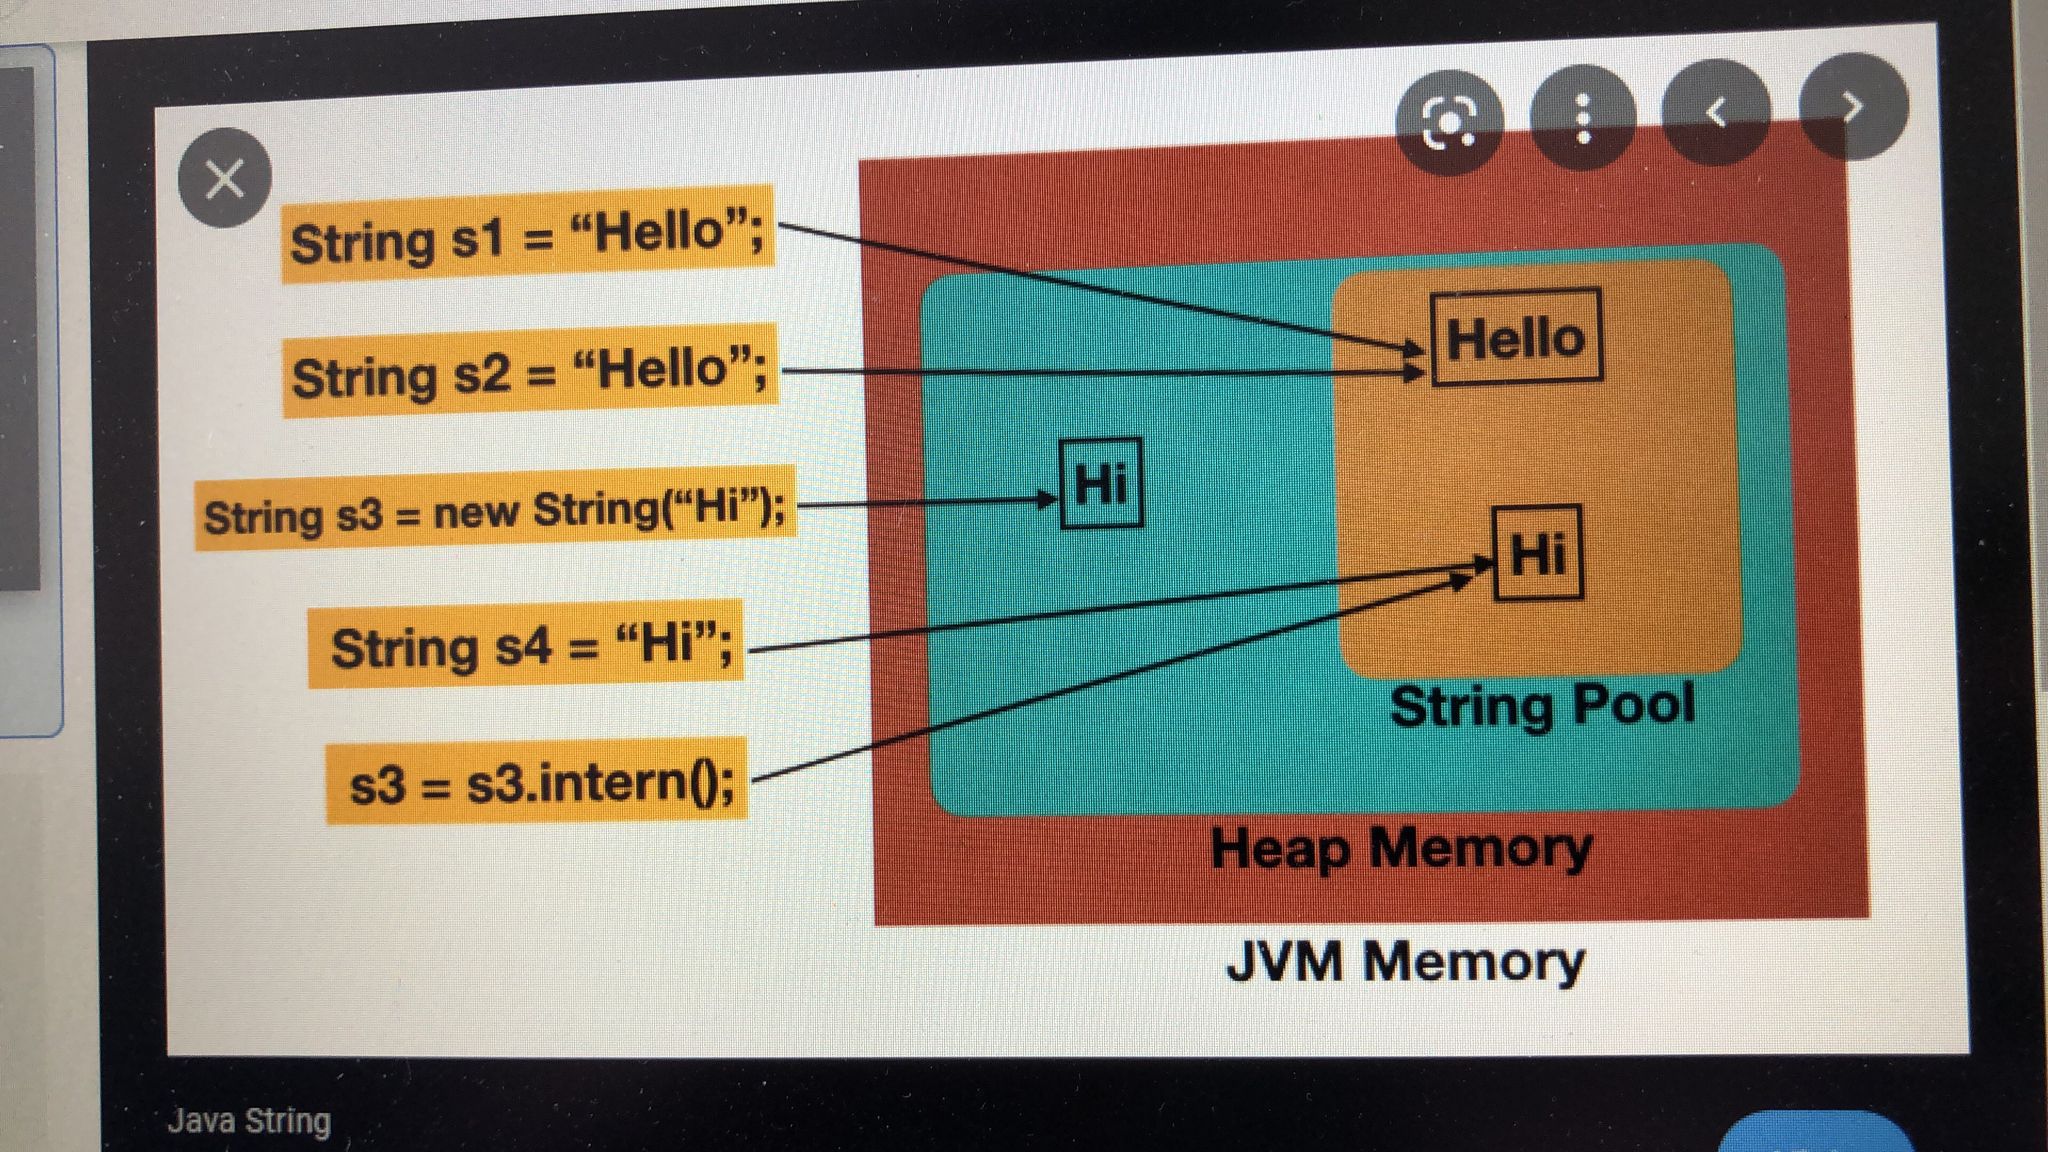 String s1 = “Hello”;
Hello
String s2 = “Hello”;
Hi
String s3 = new String(“Hi”);
Hi
String s4 = “Hi”;
String Pool
s3 = s3.intern();
Heap Memory
JVM Memory
Java String